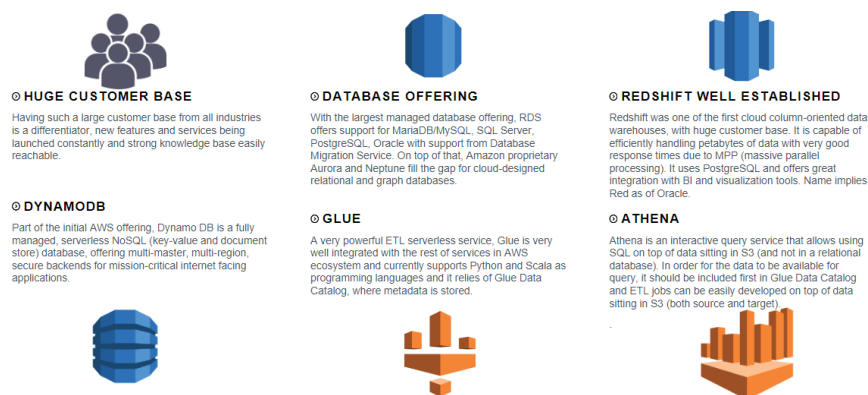 HUGE CUSTOMER BASE
Having such a large customer base from all industries
is a differentiator, new features and services being
launched constantly and strong knowledge base easily
reachable.
DATABASE OFFERING
With the largest managed database offering, RDS
offers support for MariaDB/MySQL, SQL Server,
PostgreSQL, Oracle with support from Database
Migration Service. On top of that, Amazon proprietary
Aurora and Neptune fill the gap for cloud-designed
relational and graph databases.
REDSHIFT WELL ESTABLISHED
Redshift was one of the first cloud column-oriented data
warehouses, with huge customer base. It is capable of
efficiently handling petabytes of data with very good
response times due to MPP (massive parallel
processing). It uses PostgreSQL and offers great
integration with BI and visualization tools. Name implies
Red as of Oracle.
DYNAMODB
Part of the initial AWS offering, Dynamo DB is a fully
managed, serverless NoSQL (key-value and document
store) database, offering multi-master, multi-region,
secure backends for mission-critical internet facing
applications.
GLUE
A very powerful ETL serverless service, Glue is very
well integrated with the rest of services in AWS
ecosystem and currently supports Python and Scala as
programming languages and it relies of Glue Data
Catalog, where metadata is stored.
ATHENA
Athena is an interactive query service that allows using
SQL on top of data sitting in S3 (and not in a relational
database). In order for the data to be available for
query, it should be included first in Glue Data Catalog
and ETL jobs can be easily developed on top of data
sitting in S3 (both source and target).
.